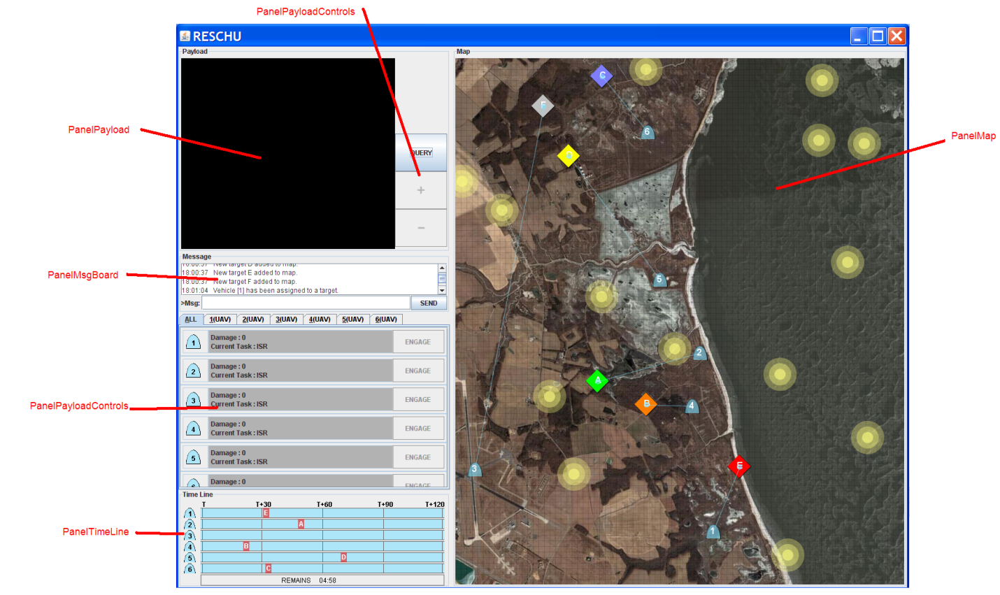 PanelPayloadControls
RESCHU
Payload
Map
PanelPayload
QUERY
+
−
PanelMap
Message
18:00:37 New target D added to map.
18:00:37 New target E added to map.
18:00:37 New target F added to map.
18:01:04 Vehicle [1] has been assigned to a target.
PanelMsgBoard
>Msg:
SEND
ALL 1(UAV) 2(UAV) 3(UAV) 4(UAV) 5(UAV) 6(UAV)
1
Damage : 0
Current Task : ISR
ENGAGE
2
Damage : 0
Current Task : ISR
ENGAGE
3
Damage : 0
Current Task : ISR
ENGAGE
PanelPayloadControls
4
Damage : 0
Current Task : ISR
ENGAGE
5
Damage : 0
Current Task : ISR
ENGAGE
6
Damage : 0
ENGAGE
Time Line
T T+30 T+60 T+90 T+120
1 E
2 A
3
4 B
5 D
6 C
PanelTimeLine
REMAINS 04:58
C
F
6
D
5
2
A
B
4
E
3
1